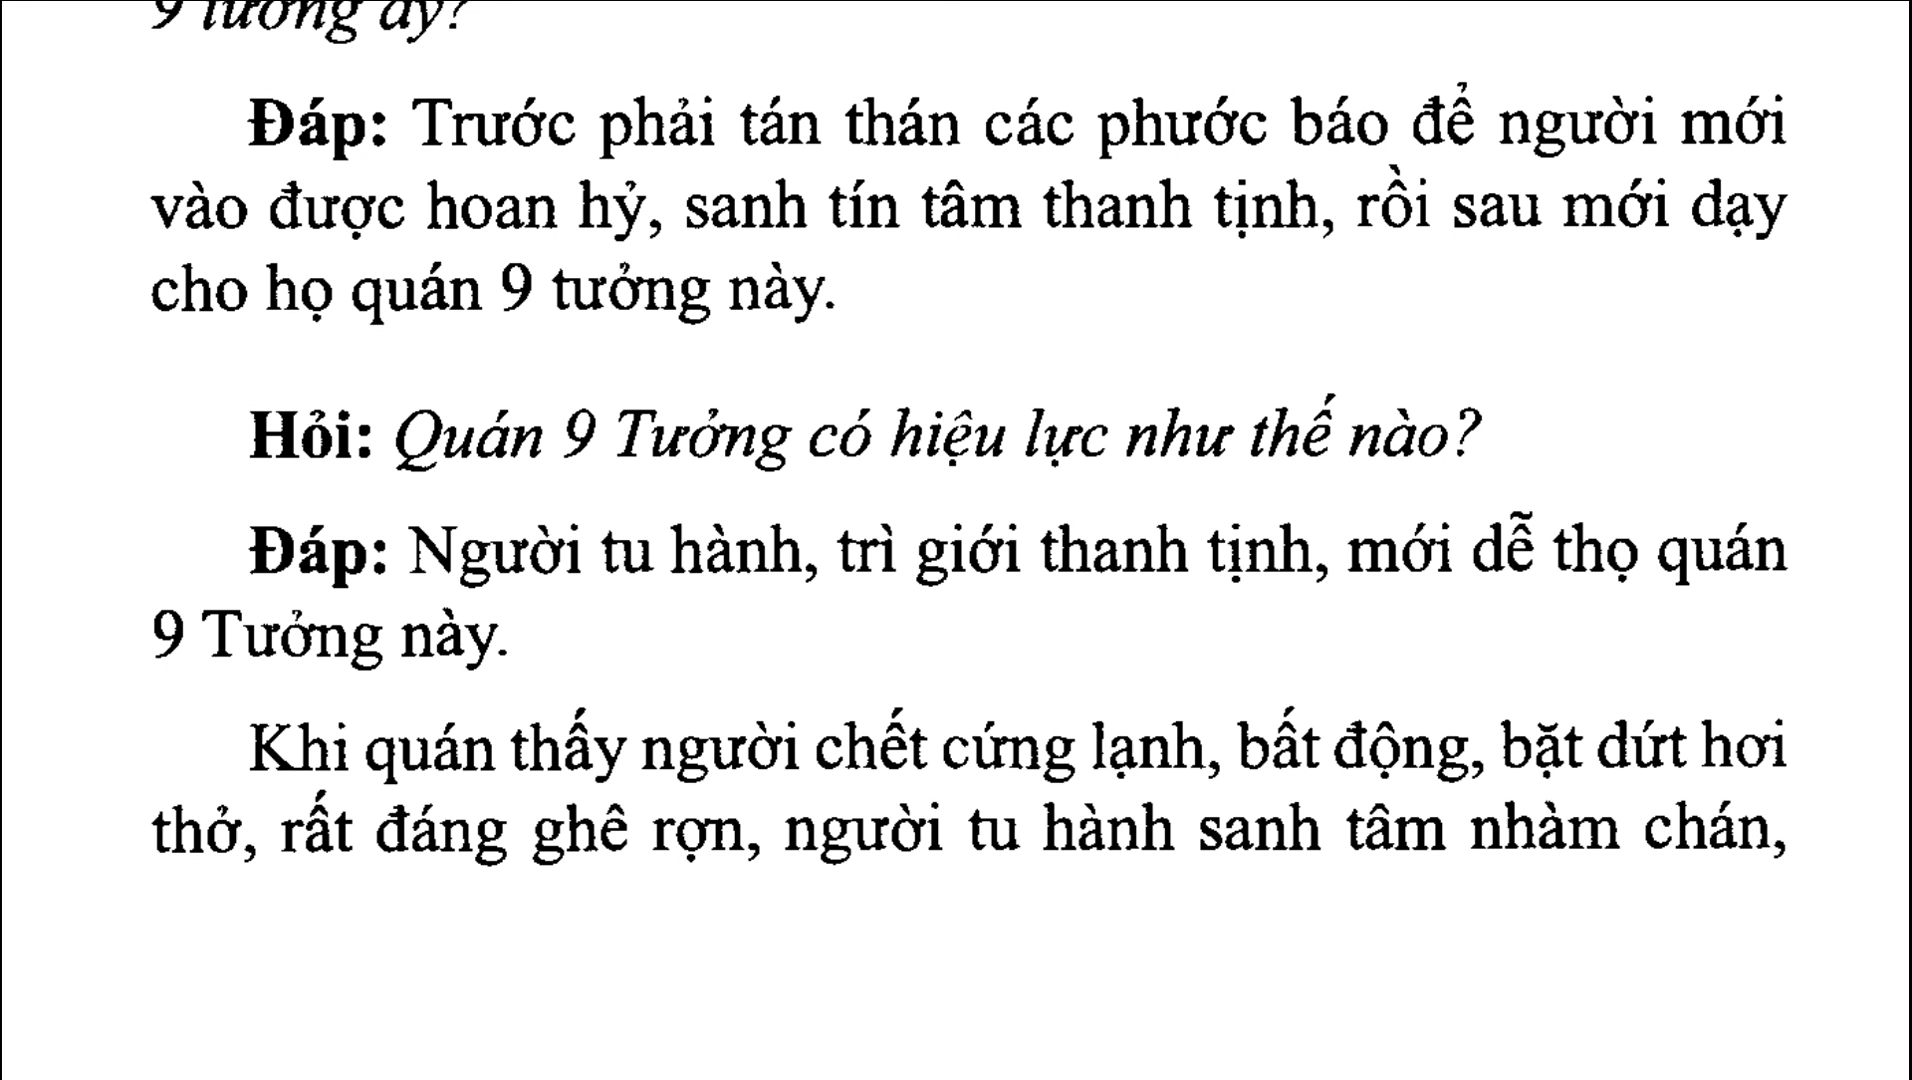 9 tưởng ấy?
Đáp: Trước phải tán thán các phước báo để người mới
vào được hoan hỷ, sanh tín tâm thanh tịnh, rồi sau mới dạy
cho họ quán 9 tưởng này.
Hỏi: Quán 9 Tưởng có hiệu lực như thế nào?
Đáp: Người tu hành, trì giới thanh tịnh, mới dễ thọ quán
9 Tưởng này.
Khi quán thấy người chết cứng lạnh, bất động, bặt dứt hơi
thở, rất đáng ghê rợn, người tu hành sanh tâm nhàm chán,